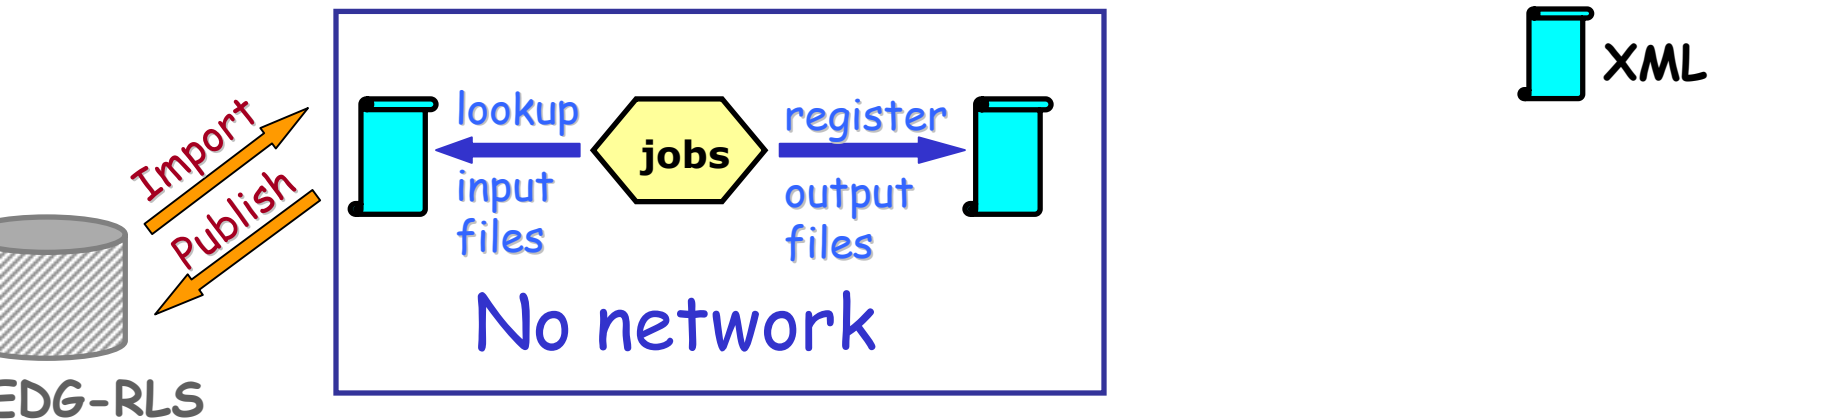 XML
Import
Publish
lookup
input
files
jobs
register
output
files
No network
EDG-RLS